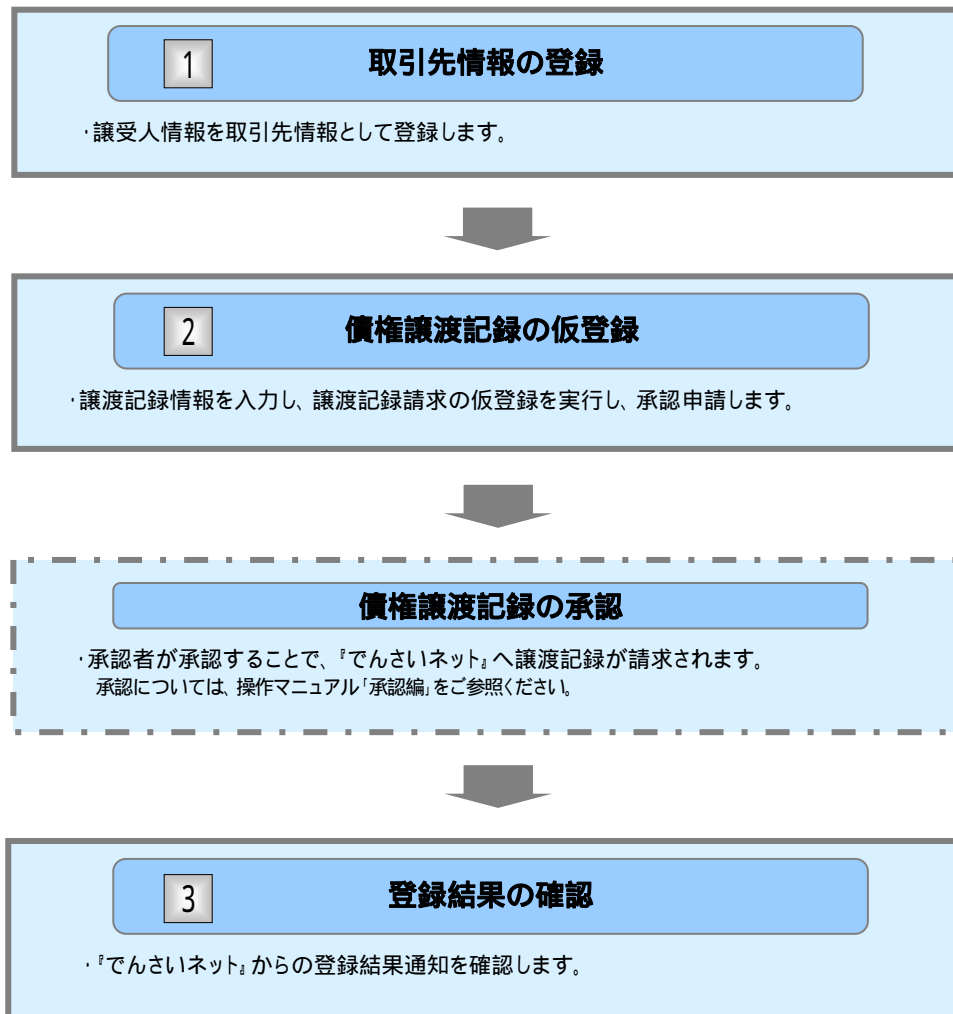 1 取引先情報の登録
・譲受人情報を取引先情報として登録します。
2 債権譲渡記録の仮登録
・譲渡記録情報を入力し、譲渡記録請求の仮登録を実行し、承認申請します。
債権譲渡記録の承認
・承認者が承認することで、『でんさいネット』へ譲渡記録が請求されます。
承認については、操作マニュアル「承認編」をご参照ください。
3 登録結果の確認
・『でんさいネット』からの登録結果通知を確認します。